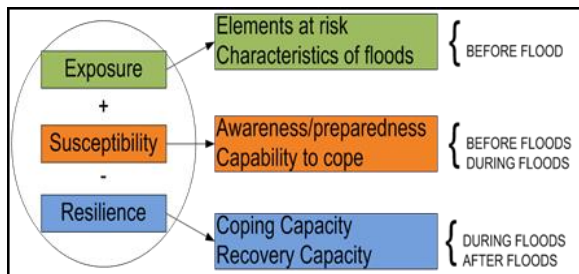 Exposure
+
Susceptibility
-
Resilience
Elements at risk
Characteristics of floods
{ BEFORE FLOOD
Awareness/preparedness
Capability to cope
{ BEFORE FLOODS
DURING FLOODS
Coping Capacity
Recovery Capacity
{ DURING FLOODS
AFTER FLOODS